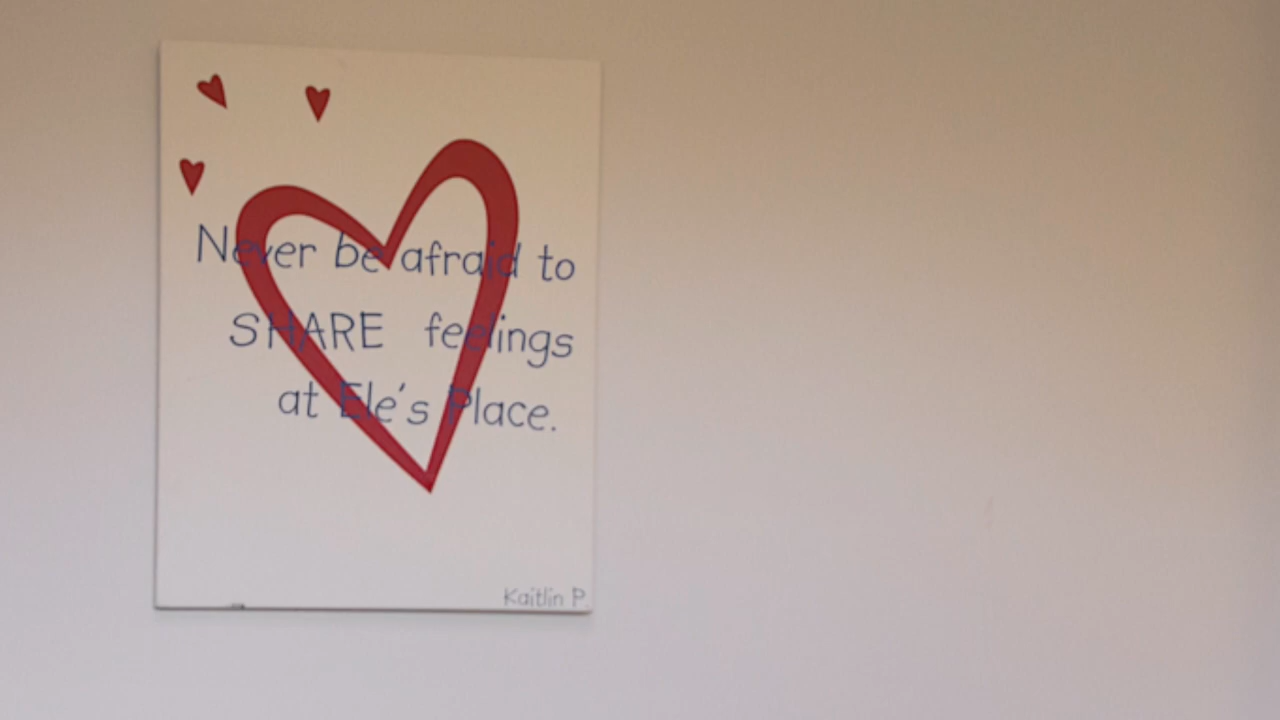 Never be afraid to
SHARE feelings
at Ele's Place.
Kaitlin P.